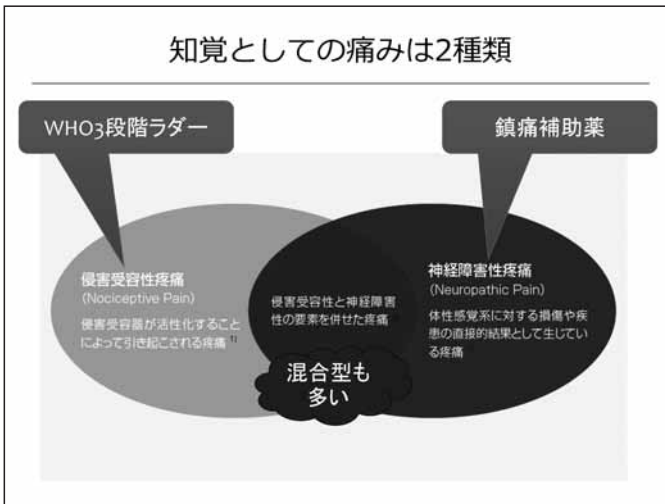 知覚としての痛みは2種類
WHO3段階ラダー
鎮痛補助薬
侵害受容性疼痛
(Nociceptive Pain)
侵害受容器が活性化すること
によって引き起こされる疼痛 1)
侵害受容性と神経障害
性の要素を併せた疼痛
神経障害性疼痛
(Neuropathic Pain)
体性感覚系に対する損傷や疾
患の直接的結果として生じてい
る疼痛
混合型も
多い